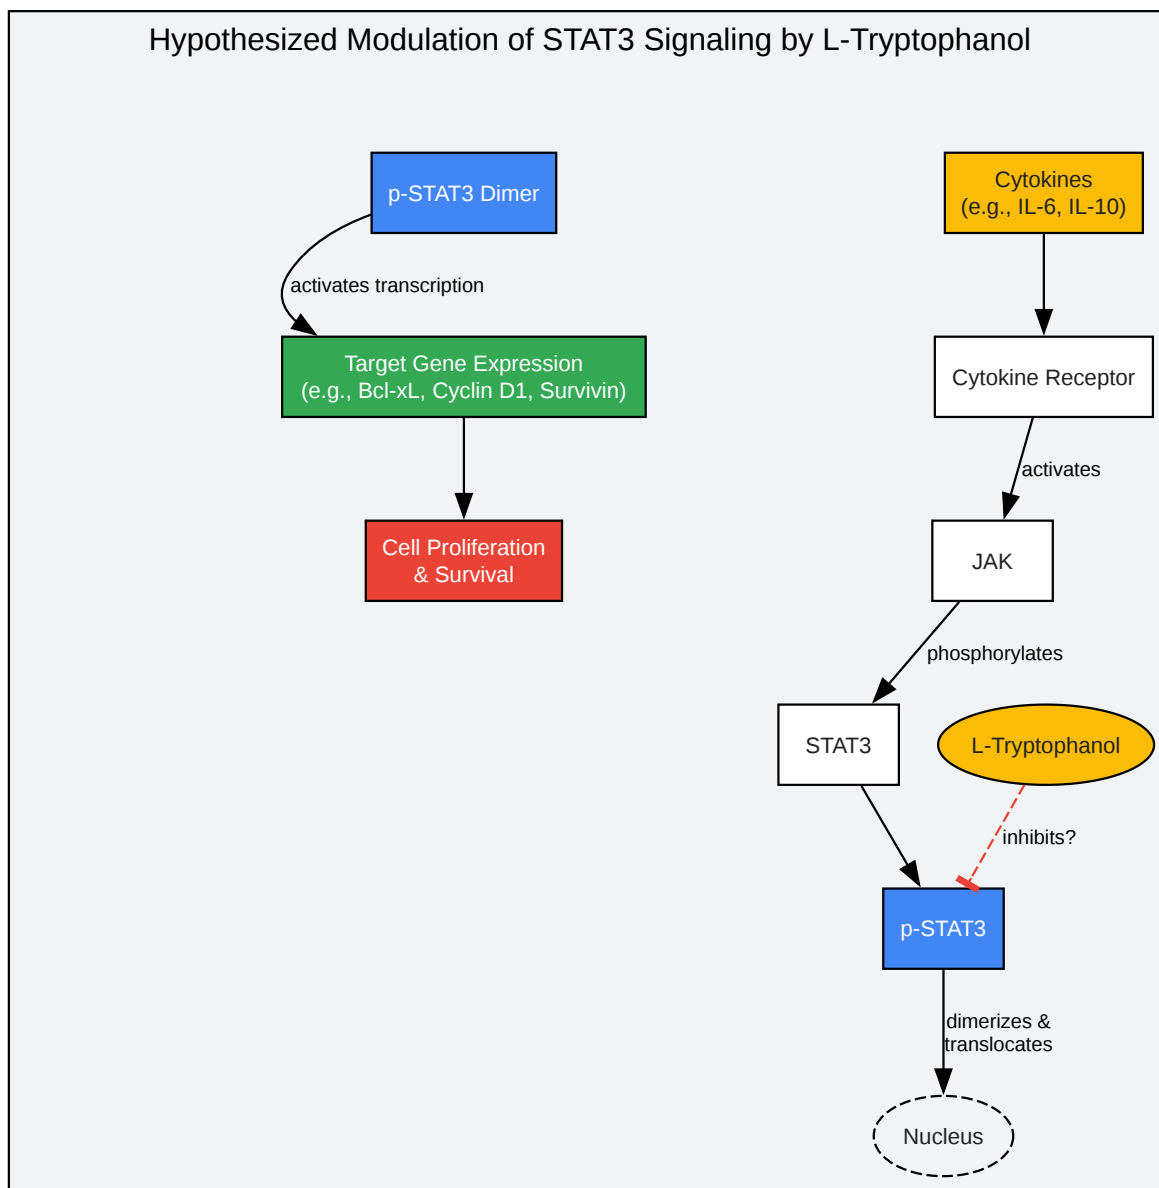 Hypothesized Modulation of STAT3 Signaling by L-Tryptophanol
p-STAT3 Dimer
activates transcription
Target Gene Expression
(e.g., Bcl-xL, Cyclin D1, Survivin)
Cell Proliferation
& Survival
Cytokines
(e.g., IL-6, IL-10)
Cytokine Receptor
activates
JAK
phosphorylates
STAT3
L-Tryptophanol
inhibits?
p-STAT3
dimerizes &
translocates
Nucleus